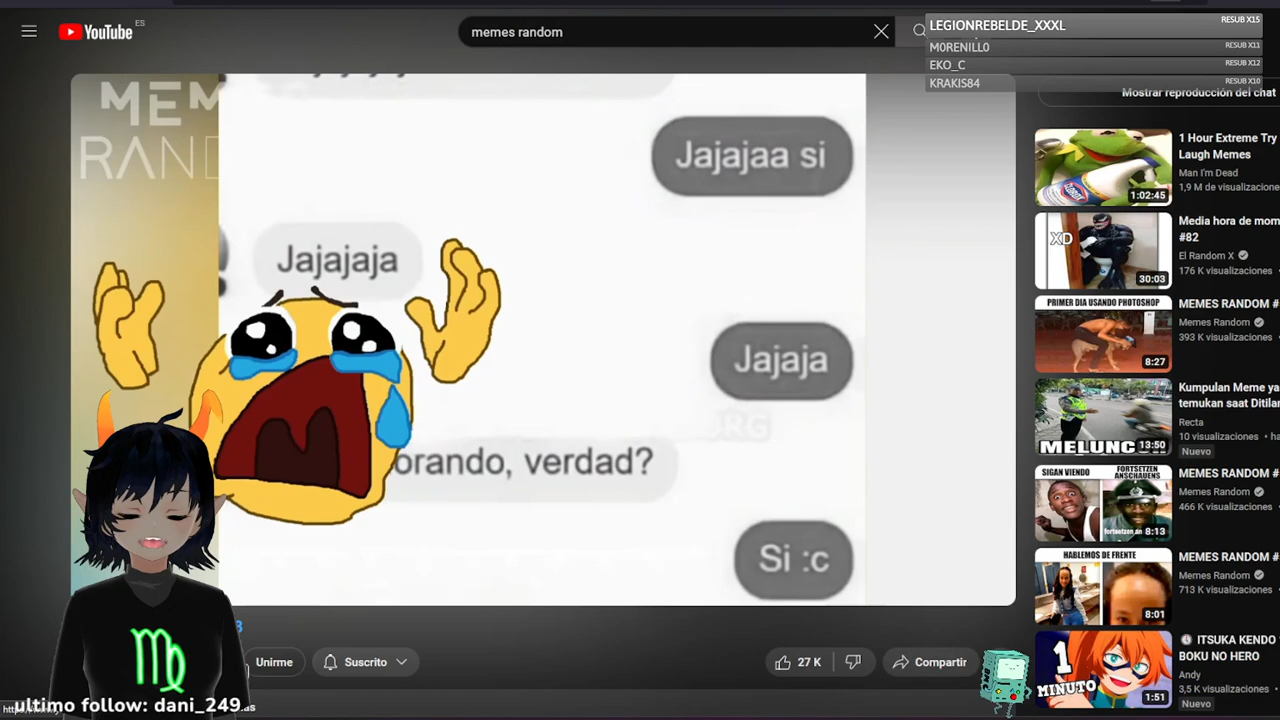 YouTube ES
memes random
LEGIONREBELDE_XXXL RESUB X15
M0RENILL0 RESUB X11
EKO_C RESUB X12
KRAKIS84 RESUB X10
Mostrar reproducción del chat
MEM
RAND
Jajajaa si
Jajajaja
Jajaja
orando, verdad?
Si :c
1 Hour Extreme Try
Laugh Memes
Man I'm Dead
1,9 M de visualizaciones
1:02:45
CLOROX
Media hora de mom
#82
El Random X
176 K visualizaciones
XD
30:03
PRIMER DIA USANDO PHOTOSHOP
MEMES RANDOM #
Memes Random
393 K visualizaciones
8:27
Kumpulan Meme ya
temukan saat Ditilar
Recta
10 visualizaciones • ha
Nuevo
MELUNC
13:50
SIGAN VIENDO
FORTSETZEN
ANSCHAUENS
MEMES RANDOM #
Memes Random
466 K visualizaciones
8:13
HABLEMOS DE FRENTE
MEMES RANDOM #
Memes Random
713 K visualizaciones
8:01
ITSUKA KENDO
BOKU NO HERO
Andy
3,5 K visualizaciones •
Nuevo
1
MINUTO
1:51
Unirme
Suscrito
27 K
Compartir
ultimo follow: dani_249